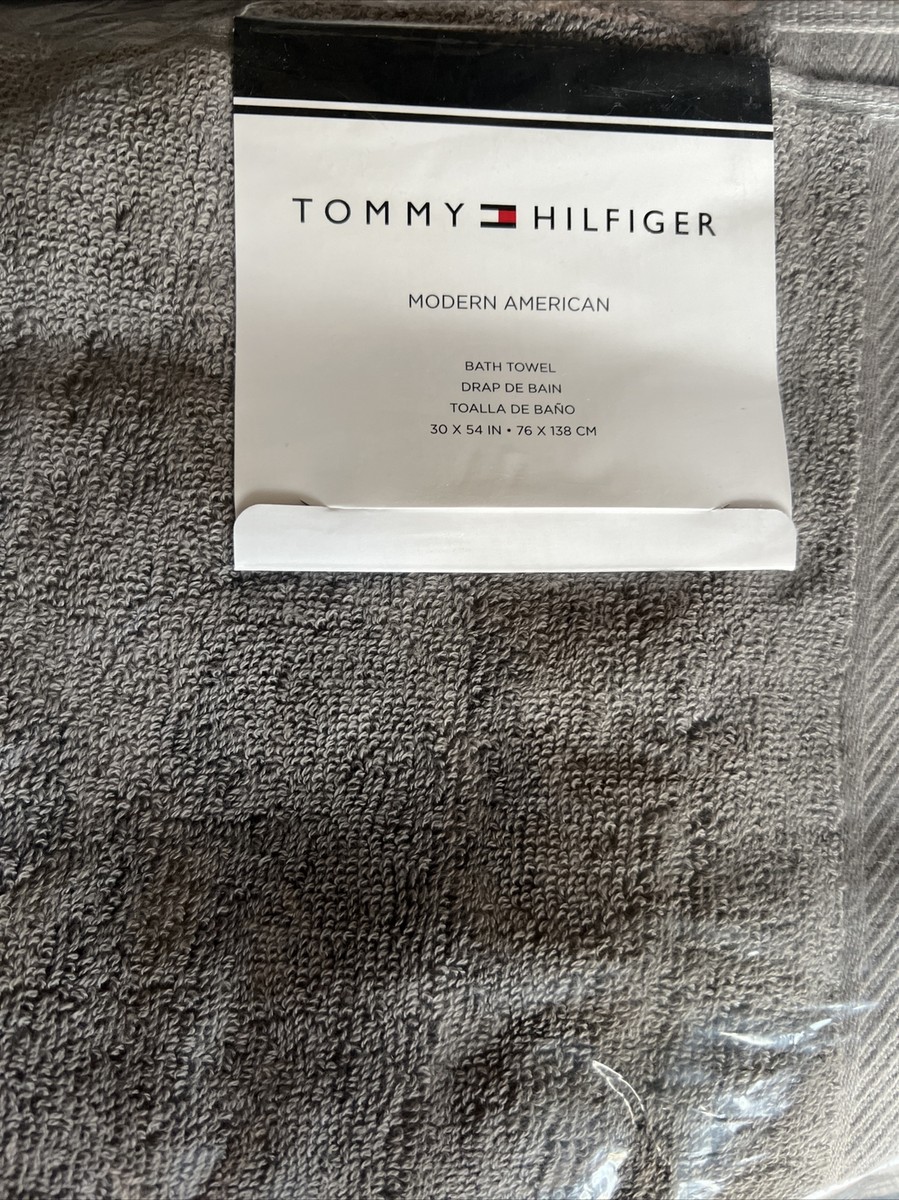 TOMMY HILFIGER
MODERN AMERICAN
BATH TOWEL
DRAP DE BAIN
TOALLA DE BAÑO
30 X 54 IN • 76 X 138 CM